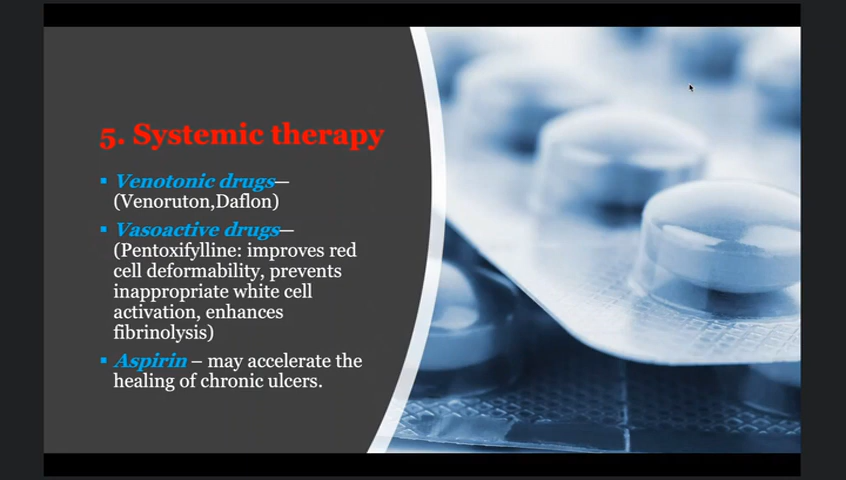 5. Systemic therapy
▪ Venotonic drugs—
(Venoruton,Daflon)
▪ Vasoactive drugs—
(Pentoxifylline: improves red
cell deformability, prevents
inappropriate white cell
activation, enhances
fibrinolysis)
▪ Aspirin – may accelerate the
healing of chronic ulcers.